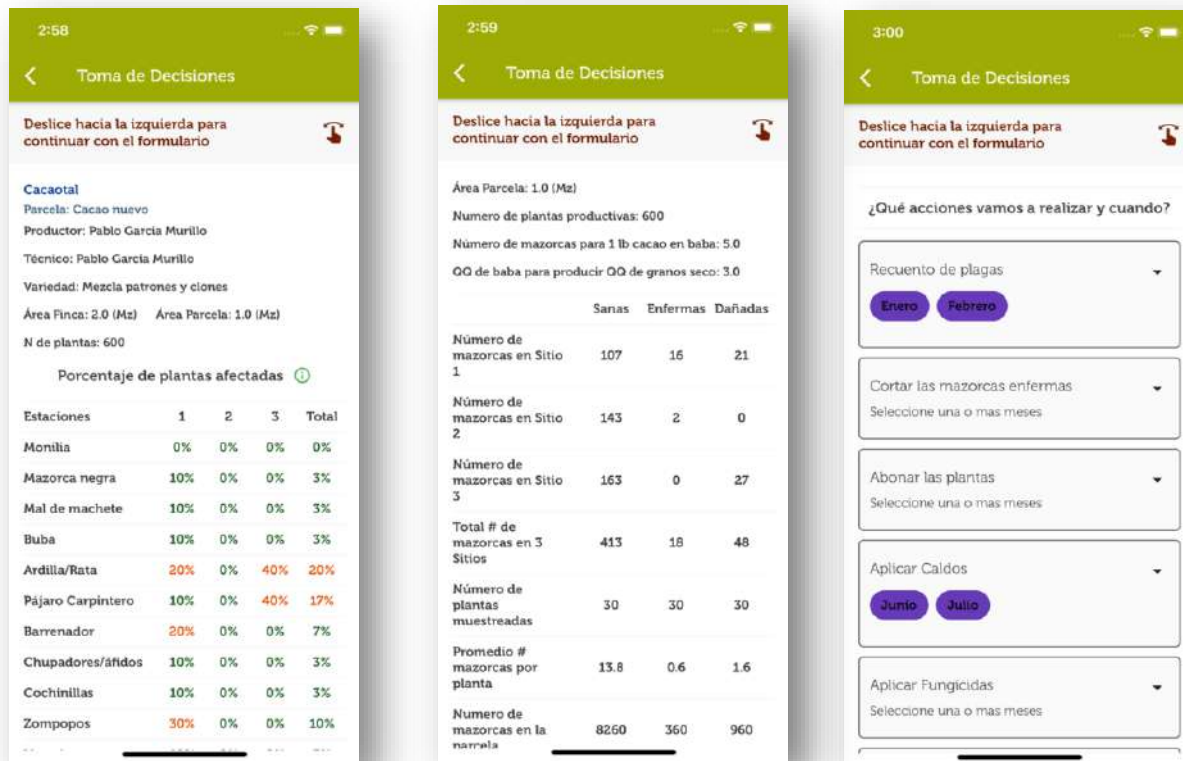 2:58
Toma de Decisiones
Deslice hacia la izquierda para
continuar con el formulario
Cacaotal
Parcela: Cacao nuevo
Productor: Pablo García Murillo
Técnico: Pablo García Murillo
Variedad: Mezcla patrones y clones
Área Finca: 2.0 (Mz) Área Parcela: 1.0 (Mz)
N de plantas: 600
Porcentaje de plantas afectadas
Estaciones 1 2 3 Total
Monilia 0% 0% 0% 0%
Mazorca negra 10% 0% 0% 3%
Mal de machete 10% 0% 0% 3%
Buba 10% 0% 0% 3%
Ardilla/Rata 20% 0% 40% 20%
Pájaro Carpintero 10% 0% 40% 17%
Barrenador 20% 0% 0% 7%
Chupadores/áfidos 10% 0% 0% 3%
Cochinillas 10% 0% 0% 3%
Zompopos 30% 0% 0% 10%
2:59
Toma de Decisiones
Deslice hacia la izquierda para
continuar con el formulario
Área Parcela: 1.0 (Mz)
Numero de plantas productivas: 600
Número de mazorcas para 1 lb cacao en baba: 5.0
QQ de baba para producir QQ de granos seco: 3.0
Sanas Enfermas Dañadas
Número de
mazorcas en Sitio 107 16 21
1
Número de
mazorcas en Sitio 143 2 0
2
Número de
mazorcas en Sitio 163 0 27
3
Total # de
mazorcas en 3 413 18 48
Sitios
Número de
plantas 30 30 30
muestreadas
Promedio #
mazorcas por 13.8 0.6 1.6
planta
Numero de
mazorcas en la 8260 360 960
parcela
3:00
Toma de Decisiones
Deslice hacia la izquierda para
continuar con el formulario
¿Qué acciones vamos a realizar y cuando?
Recuento de plagas
Enero Febrero
Cortar las mazorcas enfermas
Seleccione una o mas meses
Abonar las plantas
Seleccione una o mas meses
Aplicar Caldos
Junio Julio
Aplicar Fungicidas
Seleccione una o mas meses